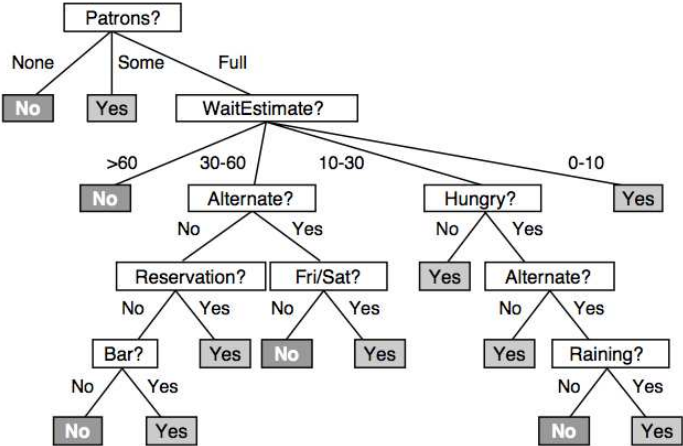 Patrons?
None Some Full
No Yes WaitEstimate?
>60 30-60 10-30 0-10
No Alternate? Hungry? Yes
No Yes No Yes
Reservation? Fri/Sat? Yes Alternate?
No Yes No Yes No Yes
Bar? Yes No Yes Yes Raining?
No Yes No Yes
No Yes No Yes